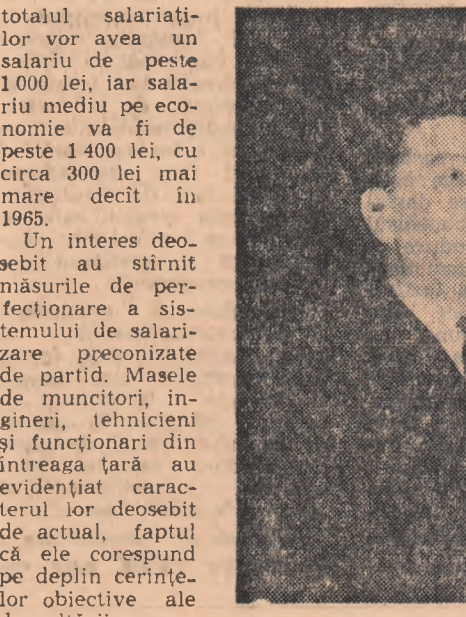 totalul salariați-
lor vor avea un
salariu de peste
1 000 lei, iar sala-
riu mediu pe eco-
nomie va fi de
peste 1 400 lei, cu
circa 300 lei mai
mare decît în
1965.
Un interes deo-
sebit au stîrnit
măsurile de per-
fecționare a sis-
temului de salari-
zare preconizate
de partid. Masele
de muncitori, in-
gineri, tehnicieni
și funcționari din
întreaga țară au
evidențiat carac-
terul lor deosebit
de actual, faptul
că ele corespund
pe deplin cerințe-
lor obiective ale